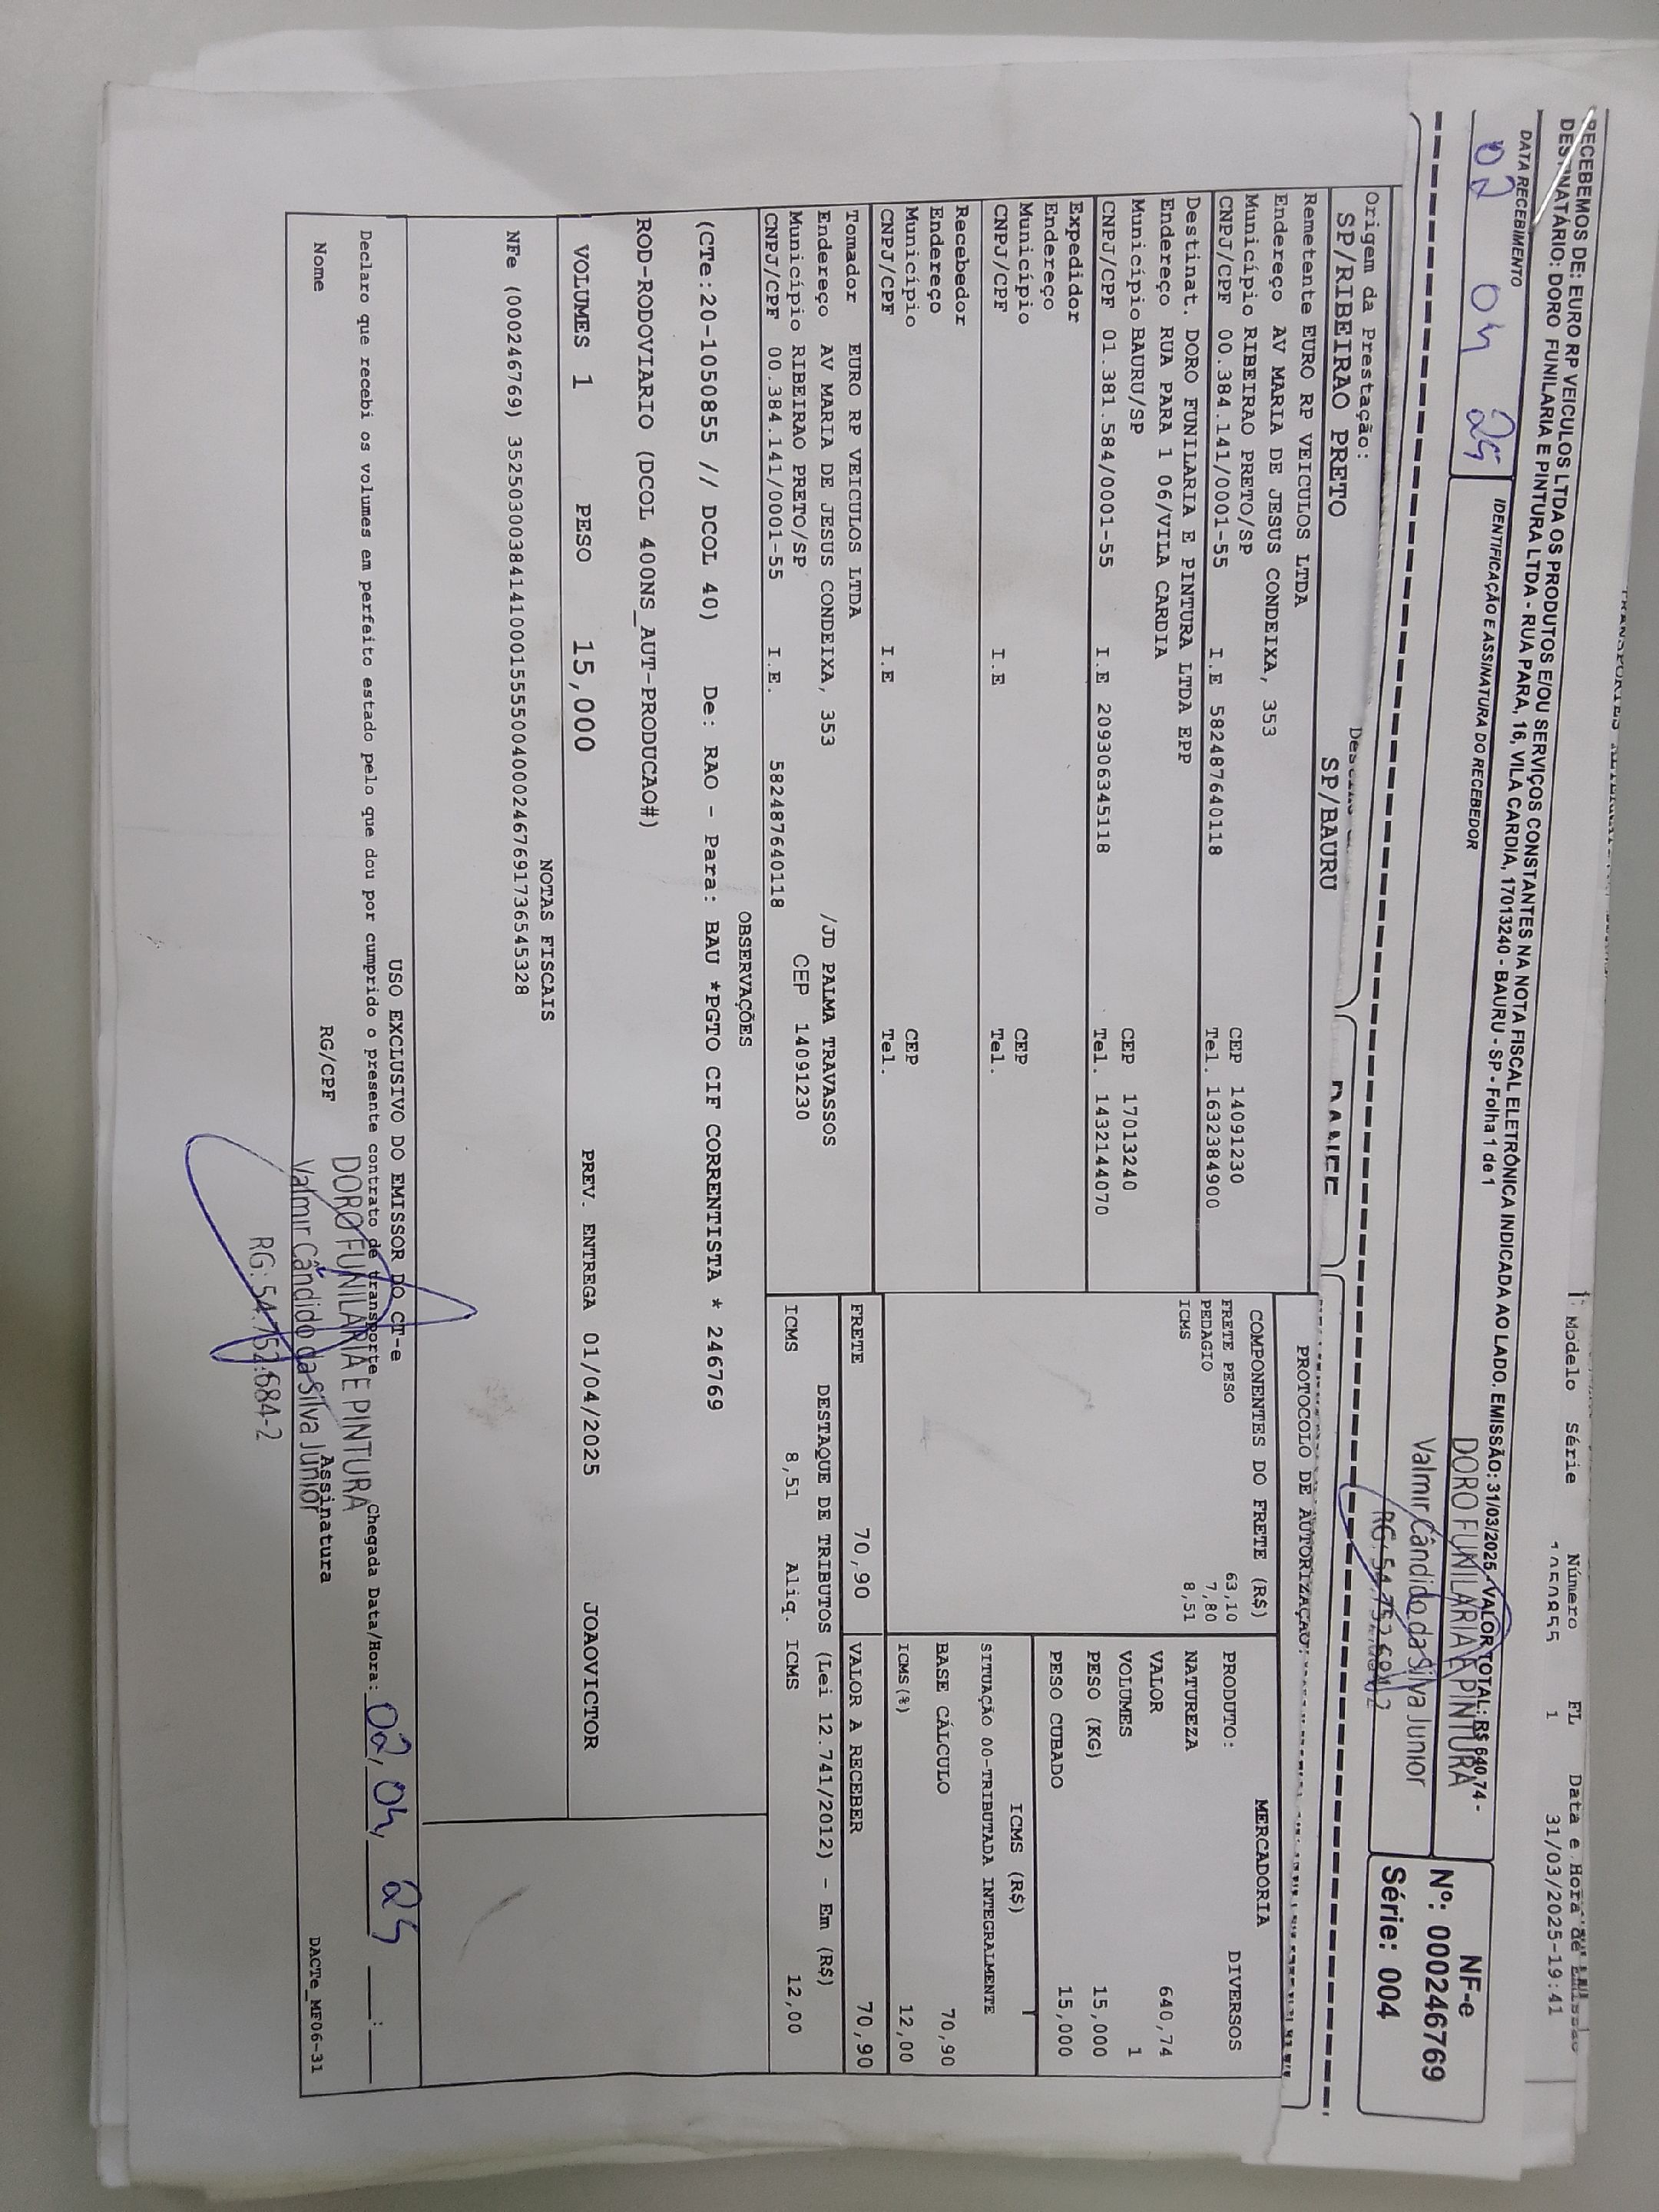 Modelo Série Número FL Data e Hora de Emissão
1 31/03/2025-19:41
RECEBEMOS DE: EURO RP VEICULOS LTDA OS PRODUTOS E/OU SERVIÇOS CONSTANTES NA NOTA FISCAL ELETRÔNICA INDICADA AO LADO. EMISSÃO: 31/03/2025 - VALOR TOTAL: R$ 640,74 -
DESTINATÁRIO: DORO FUNILARIA E PINTURA LTDA - RUA PARA, 16, VILA CARDIA, 17013240 - BAURU - SP - Folha 1 de 1
DATA RECEBIMENTO
IDENTIFICAÇÃO E ASSINATURA DO RECEBEDOR
02 04 25
DORO FUNILARIA E PINTURA
Valmir Cândido da Silva Junior
NF-e
Nº: 000246769
Série: 004
Origem da Prestação:
SP/RIBEIRAO PRETO
SP/BAURU
DANFE
PROTOCOLO DE AUTORIZAÇÃO
Remetente EURO RP VEICULOS LTDA
Endereço AV MARIA DE JESUS CONDEIXA, 353
Município RIBEIRAO PRETO/SP CEP 14091230
CNPJ/CPF 00.384.141/0001-55 I.E 582487640118 Tel. 1632384900
Destinat. DORO FUNILARIA E PINTURA LTDA EPP
Endereço RUA PARA 1 06/VILA CARDIA
Município BAURU/SP CEP 17013240
CNPJ/CPF 01.381.584/0001-55 I.E 209306345118 Tel. 1432144070
Expedidor
Endereço
Município CEP
CNPJ/CPF I.E Tel.
Recebedor
Endereço
Município CEP
CNPJ/CPF I.E Tel.
Tomador EURO RP VEICULOS LTDA
Endereço AV MARIA DE JESUS CONDEIXA, 353 /JD PALMA TRAVASSOS
Município RIBEIRAO PRETO/SP CEP 14091230
CNPJ/CPF 00.384.141/0001-55 I.E. 582487640118
COMPONENTES DO FRETE (R$)
FRETE PESO 63,10
PEDAGIO 7,80
ICMS 8,51
MERCADORIA
PRODUTO: DIVERSOS
NATUREZA
VALOR 640,74
VOLUMES 1
PESO (KG) 15,000
PESO CUBADO 15,000
ICMS (R$)
SITUAÇÃO 00-TRIBUTADA INTEGRALMENTE
BASE CÁLCULO 70,90
ICMS(%) 12,00
FRETE 70,90
VALOR A RECEBER 70,90
DESTAQUE DE TRIBUTOS (Lei 12.741/2012) - Em (R$)
ICMS 8,51 Aliq. ICMS 12,00
OBSERVAÇÕES
(CTe:20-1050855 // DCOL 40) De: RAO - Para: BAU *PGTO CIF CORRENTISTA * 246769
ROD-RODOVIARIO (DCOL 400NS_AUT-PRODUCAO#)
VOLUMES 1 PESO 15,000 PREV. ENTREGA 01/04/2025 JOAOVICTOR
NOTAS FISCAIS
NFe (000246769) 35250300384141000155550040002467691736545328
USO EXCLUSIVO DO EMISSOR DO CT-e
Declaro que recebi os volumes em perfeito estado pelo que dou por cumprido o presente contrato de transporte
Chegada Data/Hora: 02/04/25 __:__
DORO FUNILARIA E PINTURA
Valmir Cândido da Silva Junior
RG: 54.752.684-2
Nome RG/CPF Assinatura
DACTe_MF06-31